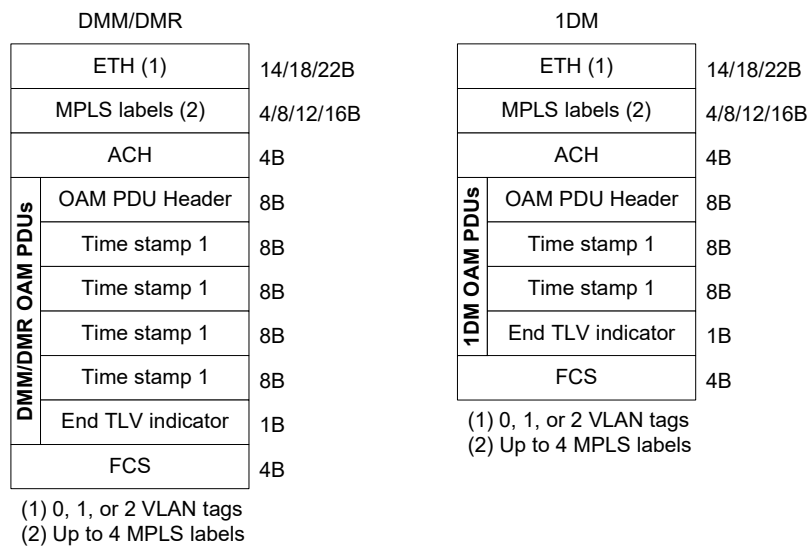 DMM/DMR
ETH (1) 14/18/22B
MPLS labels (2) 4/8/12/16B
ACH 4B
DMM/DMR OAM PDUs
OAM PDU Header 8B
Time stamp 1 8B
Time stamp 1 8B
Time stamp 1 8B
Time stamp 1 8B
End TLV indicator 1B
FCS 4B
(1) 0, 1, or 2 VLAN tags
(2) Up to 4 MPLS labels
1DM
ETH (1) 14/18/22B
MPLS labels (2) 4/8/12/16B
ACH 4B
1DM OAM PDUs
OAM PDU Header 8B
Time stamp 1 8B
Time stamp 1 8B
End TLV indicator 1B
FCS 4B
(1) 0, 1, or 2 VLAN tags
(2) Up to 4 MPLS labels